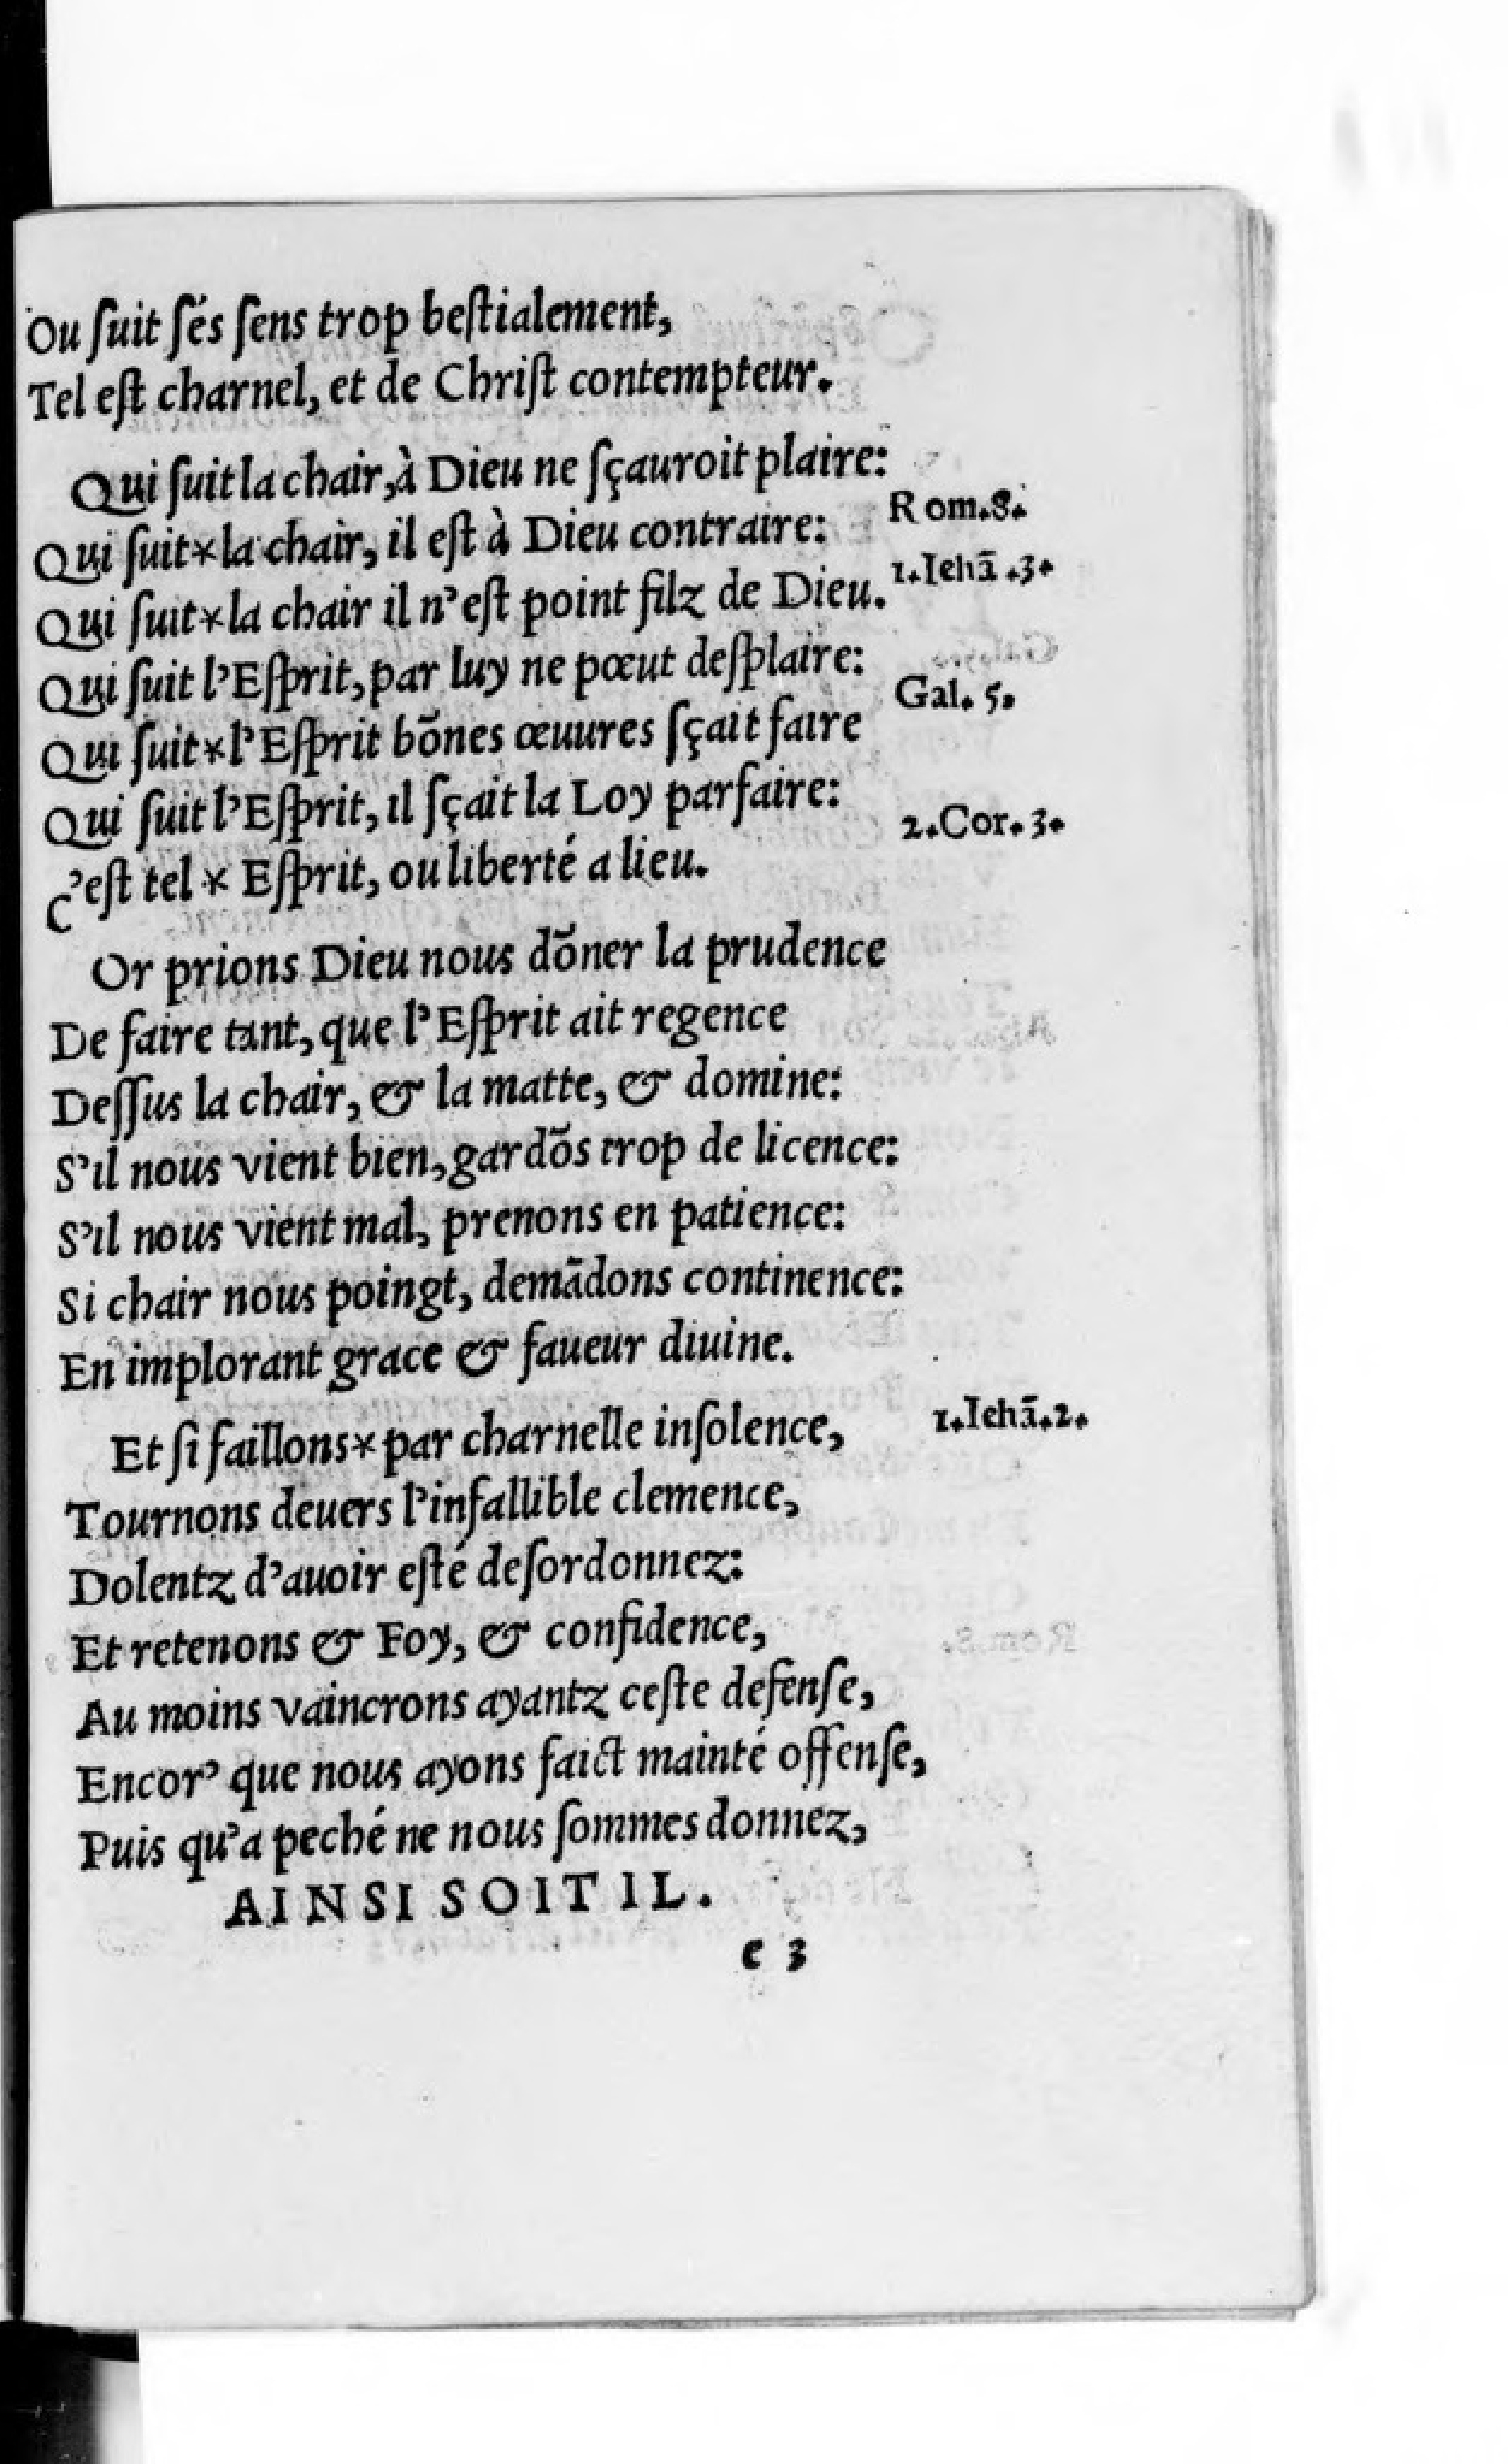 Ou ſuit ſés ſens trop beſtialement,
Tel eſt charnel, et de Chriſt contempteur.
Qui ſuit la chair, à Dieu ne ſçauroit plaire:
Rom.8.
Qui ſuit* la chair, il eſt à Dieu contraire:
1.Iehā.3.
Qui ſuit* la chair il n'eſt point filz de Dieu.
Qui ſuit l'Eſprit, par luy ne pœut deſplaire:
Gal. 5.
Qui ſuit* l'Eſprit bõnes œuures ſçait faire
Qui ſuit l'Eſprit, il ſçait la Loy parfaire:
2.Cor.3.
C'eſt tel * Eſprit, ou liberté a lieu.
Or prions Dieu nous dõner la prudence
De faire tant, que l'Eſprit ait regence
Deſſus la chair, & la matte, & domine:
S'il nous vient bien, gardõs trop de licence:
S'il nous vient mal, prenons en patience:
Si chair nous poingt, demādons continence:
En implorant grace & faueur diuine.
1.Iehā.2.
Et ſi faillons* par charnelle inſolence,
Tournons deuers l'infallible clemence,
Dolentz d'auoir eſté deſordonnez:
Et retenons & Foy, & confidence,
Au moins vaincrons ayantz ceſte defenſe,
Encor' que nous ayons faict mainté offenſe,
Puis qu'a peché ne nous ſommes donnez,
AINSI SOIT IL.
e 3